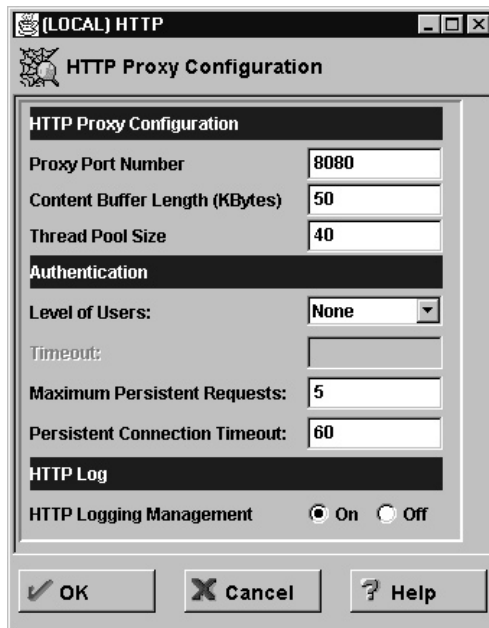 (LOCAL) HTTP
HTTP Proxy Configuration
HTTP Proxy Configuration
Proxy Port Number 8080
Content Buffer Length (KBytes) 50
Thread Pool Size 40
Authentication
Level of Users: None
Timeout:
Maximum Persistent Requests: 5
Persistent Connection Timeout: 60
HTTP Log
HTTP Logging Management On Off
OK Cancel Help